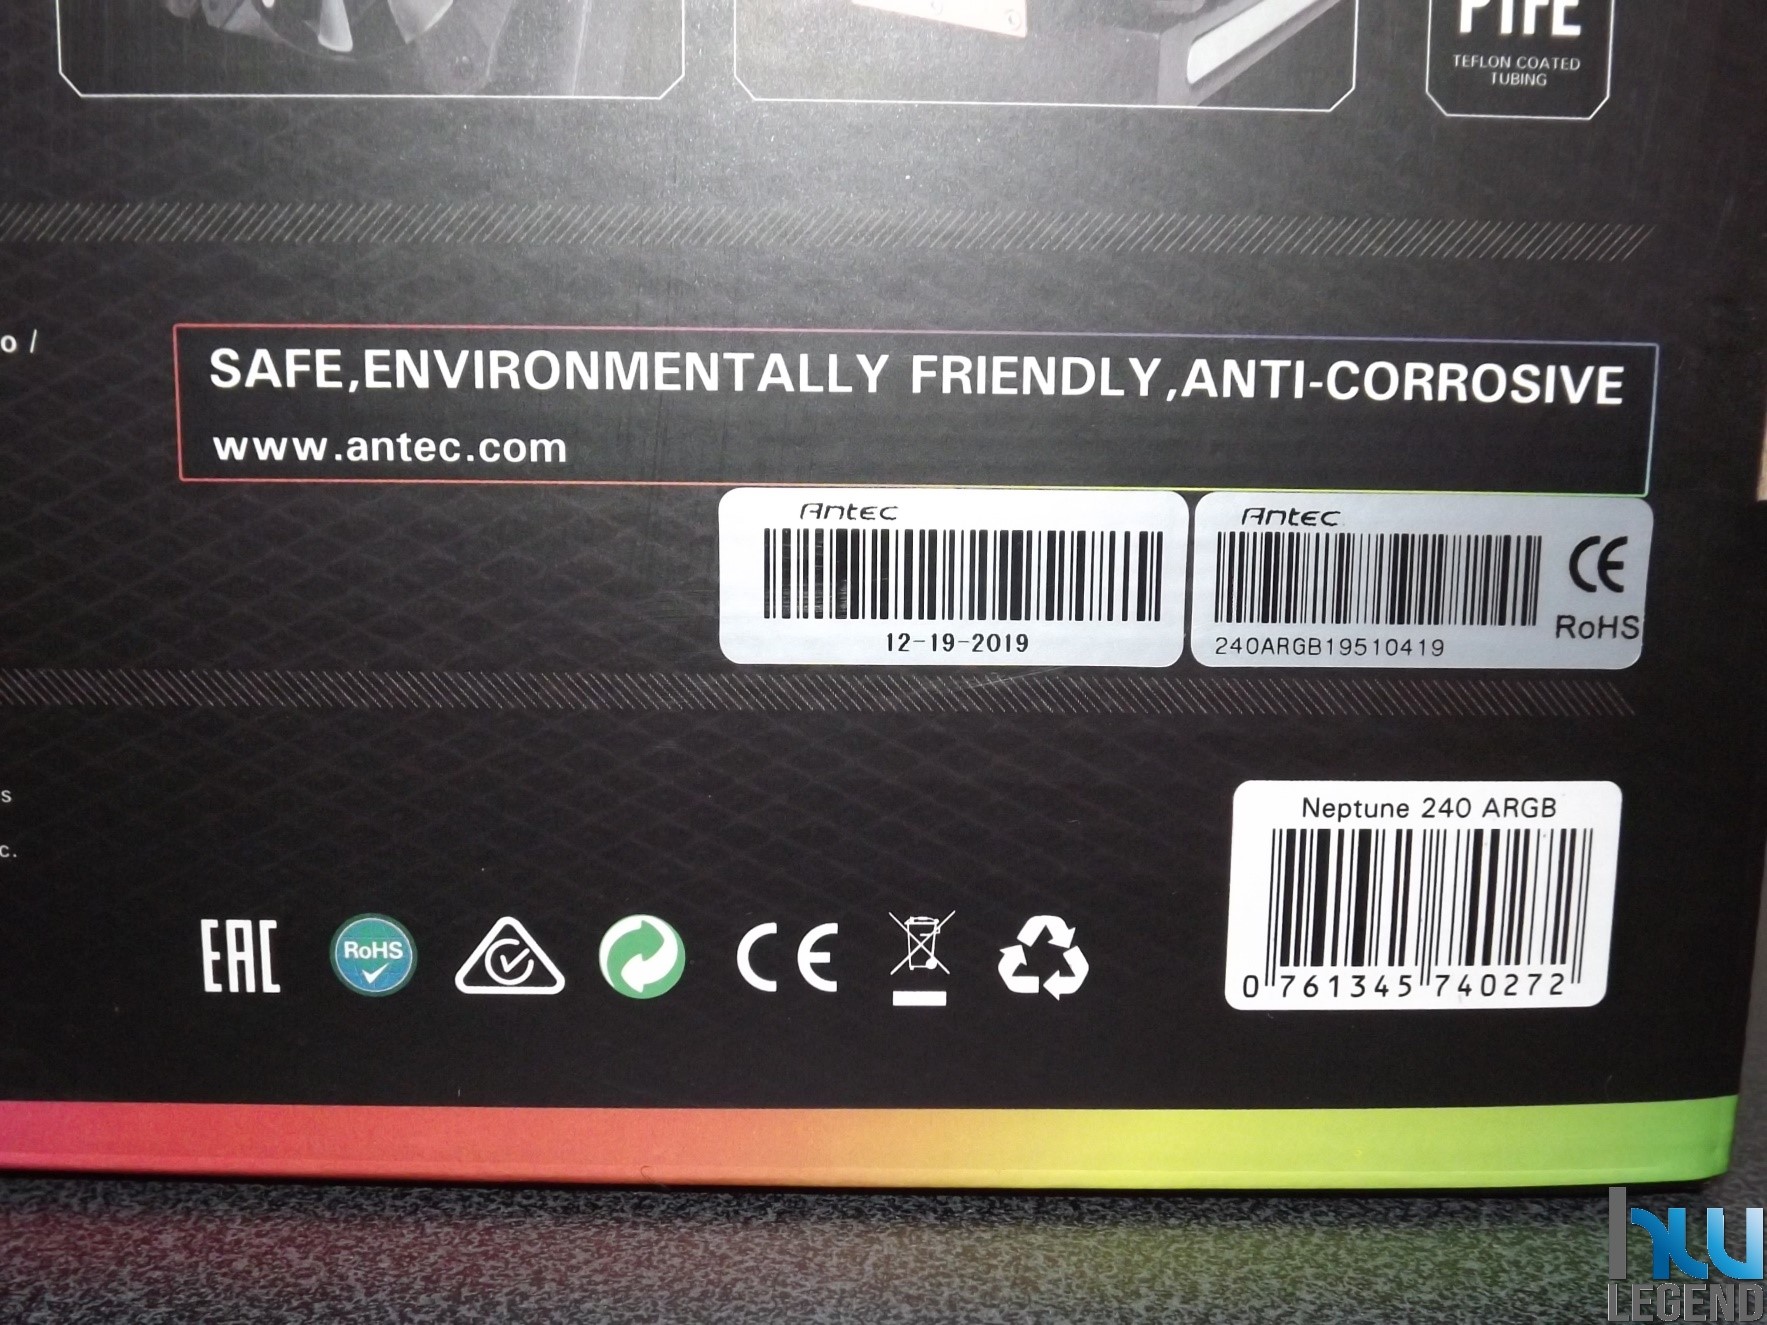 PTFE
TEFLON COATED
TUBING
o /
SAFE,ENVIRONMENTALLY FRIENDLY,ANTI-CORROSIVE
www.antec.com
Antec
12-19-2019
Antec
CE
RoHS
240ARGB19510419
s
c.
Neptune 240 ARGB
0 761345 740272
EAC
RoHS
CE
LEGEND